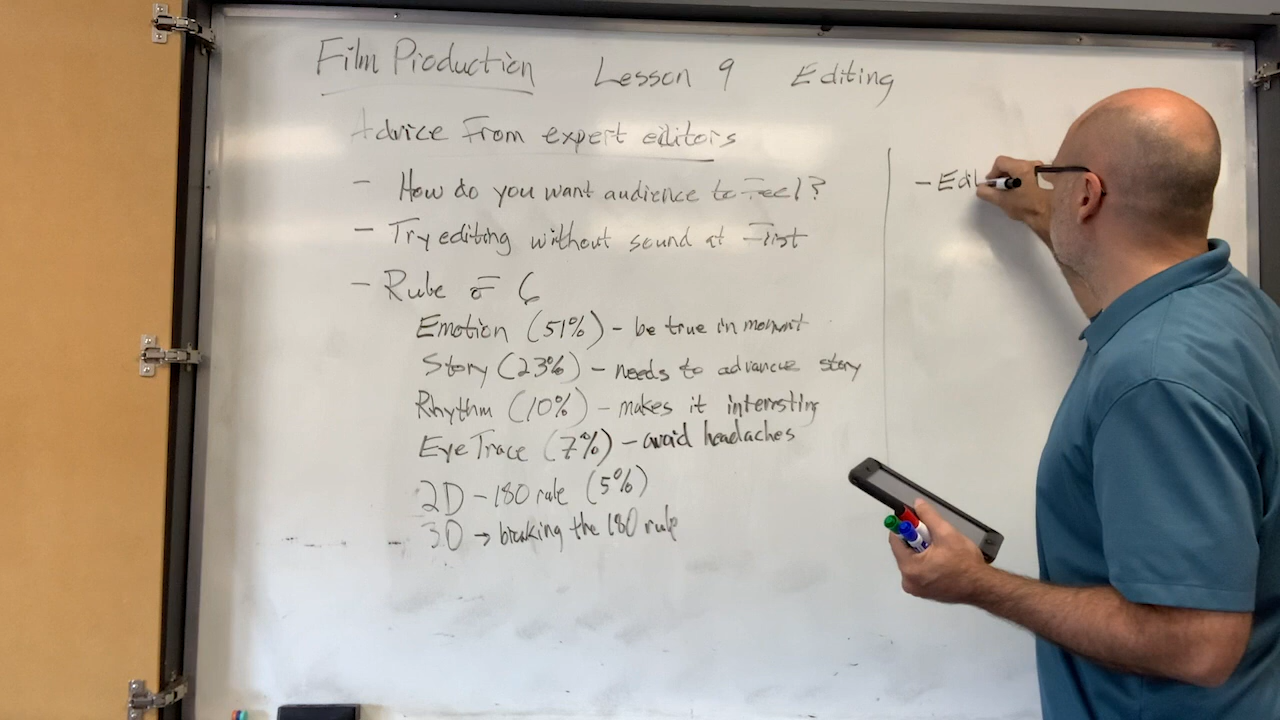 Film Production Lesson 9 Editing
Advice From expert editors
- How do you want audience to feel?
- Try editing without sound at First
- Rule of 6
Emotion (51%) - be true in moment
Story (23%) - needs to advance story
Rhythm (10%) - makes it interesting
Eye Trace (7%) - avoid headaches
2D - 180 rule (5%)
3D → breaking the 180 rule
- Edi